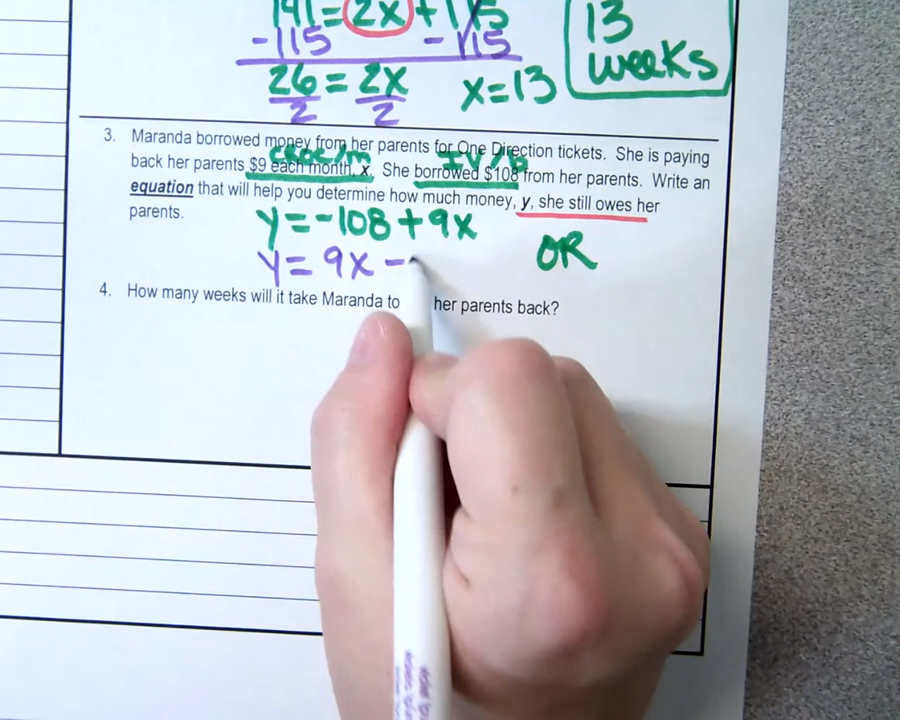 141 = 2x + 115
-115 - 115
26 = 2x x=13
2 2
13
weeks
3. Maranda borrowed money from her parents for One Direction tickets. She is paying
CROC/m IV/B
back her parents $9 each month, x. She borrowed $108 from her parents. Write an
equation that will help you determine how much money, y, she still owes her
parents.
y = -108 + 9x
OR
y = 9x -
4. How many weeks will it take Maranda to her parents back?